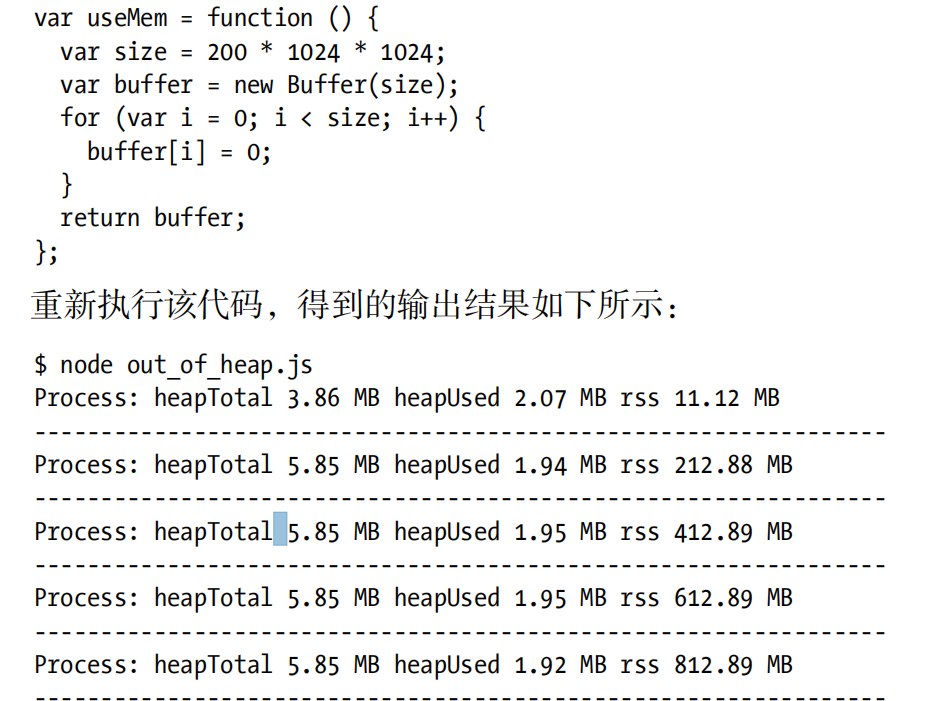 var useMem = function () {
  var size = 200 * 1024 * 1024;
  var buffer = new Buffer(size);
  for (var i = 0; i < size; i++) {
    buffer[i] = 0;
  }
  return buffer;
};
重新执行该代码，得到的输出结果如下所示：
$ node out_of_heap.js
Process: heapTotal 3.86 MB heapUsed 2.07 MB rss 11.12 MB
----------------------------------------------------------------
Process: heapTotal 5.85 MB heapUsed 1.94 MB rss 212.88 MB
----------------------------------------------------------------
Process: heapTotal 5.85 MB heapUsed 1.95 MB rss 412.89 MB
----------------------------------------------------------------
Process: heapTotal 5.85 MB heapUsed 1.95 MB rss 612.89 MB
----------------------------------------------------------------
Process: heapTotal 5.85 MB heapUsed 1.92 MB rss 812.89 MB
----------------------------------------------------------------